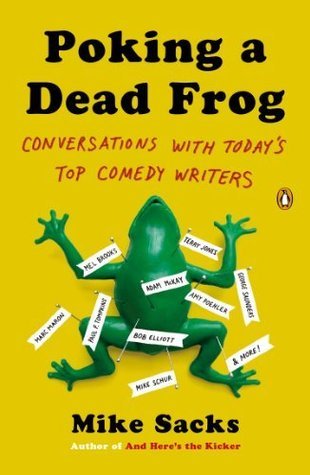 Poking a
Dead Frog
CONVERSATIONS WITH TODAY'S
TOP COMEDY WRITERS
MEL BROOKS
TERRY JONES
ADAM McKAY
GEORGE SAUNDERS
AMY POEHLER
MARC MARON
PAUL F. TOMPKINS
BOB ELLIOTT
& MORE!
MIKE SCHUR
Mike Sacks
Author of And Here's the Kicker